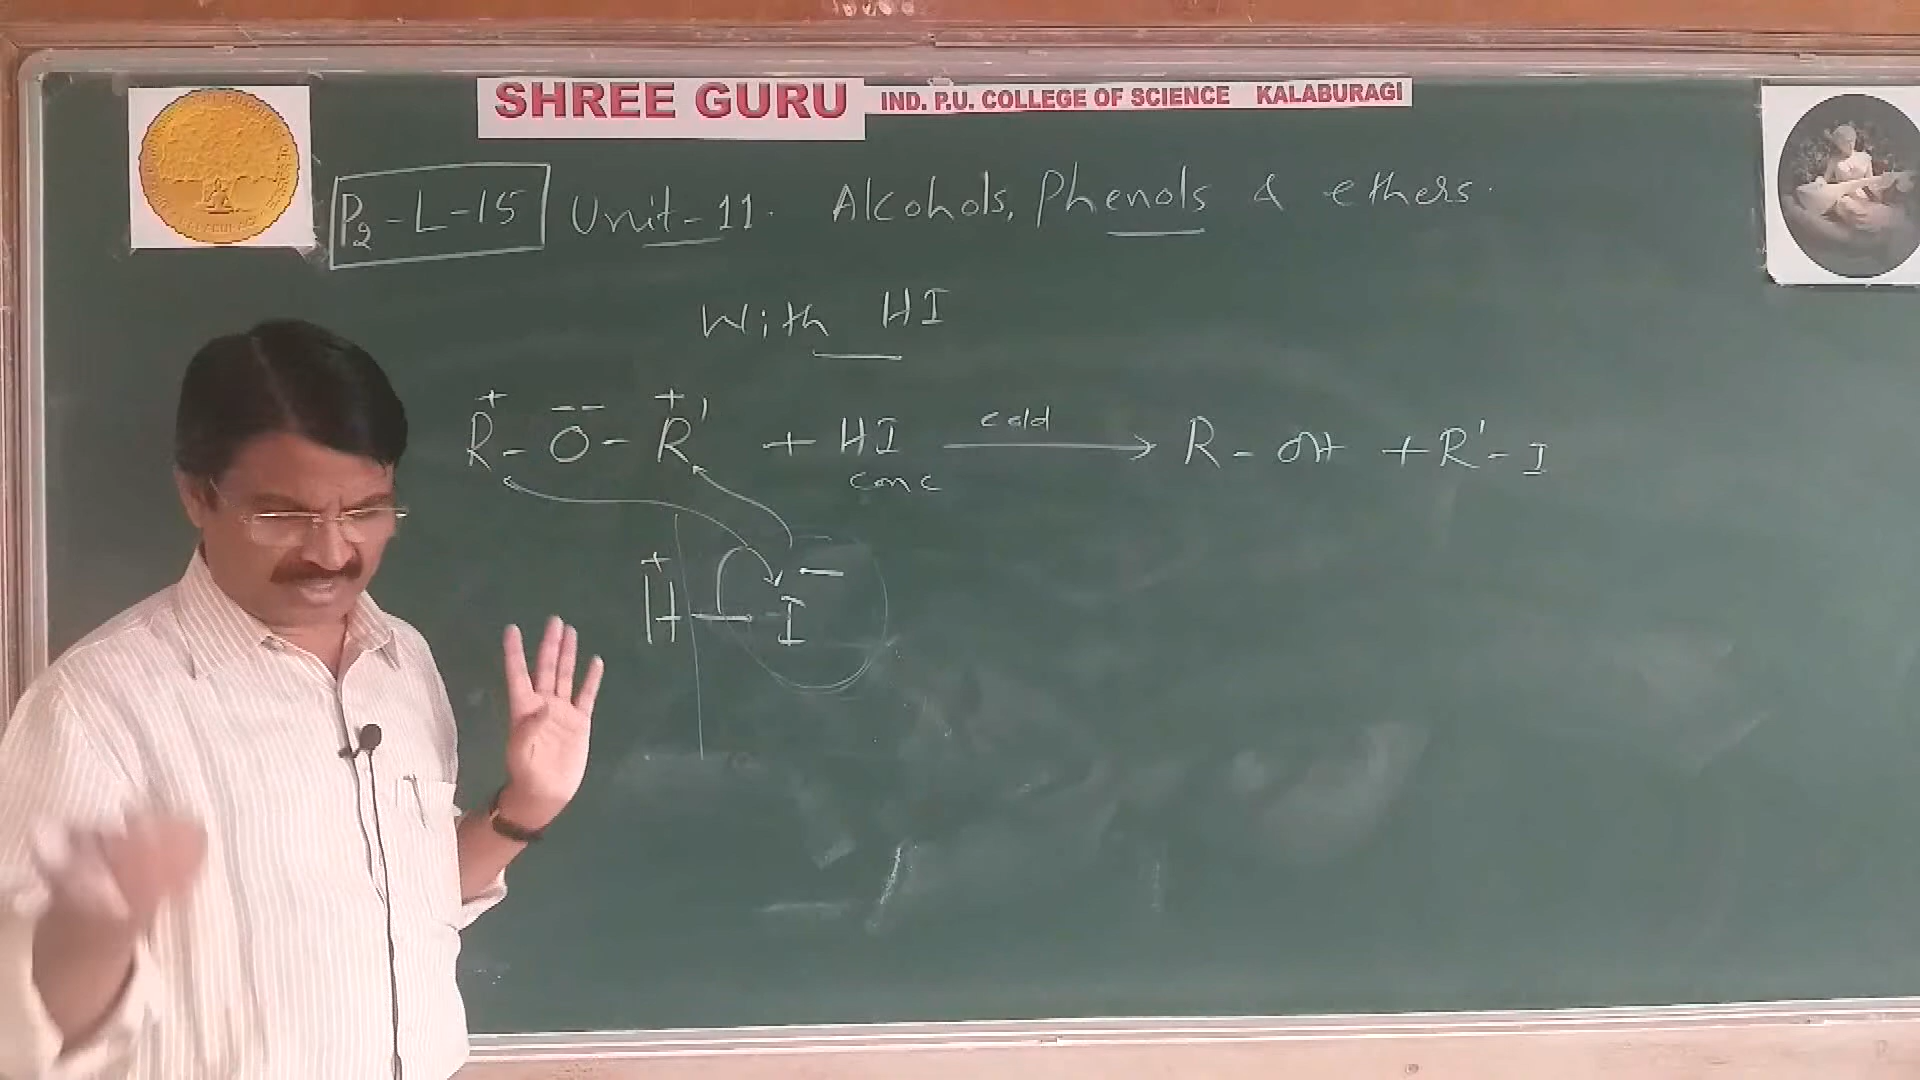 SHREE GURU IND. P.U. COLLEGE OF SCIENCE KALABURAGI
P2-L-15 Unit-11. Alcohols, Phenols & ethers.
With HI
+ -- +
R-O-R' + HI cold → R-OH + R'-I
conc
+ -
H-I